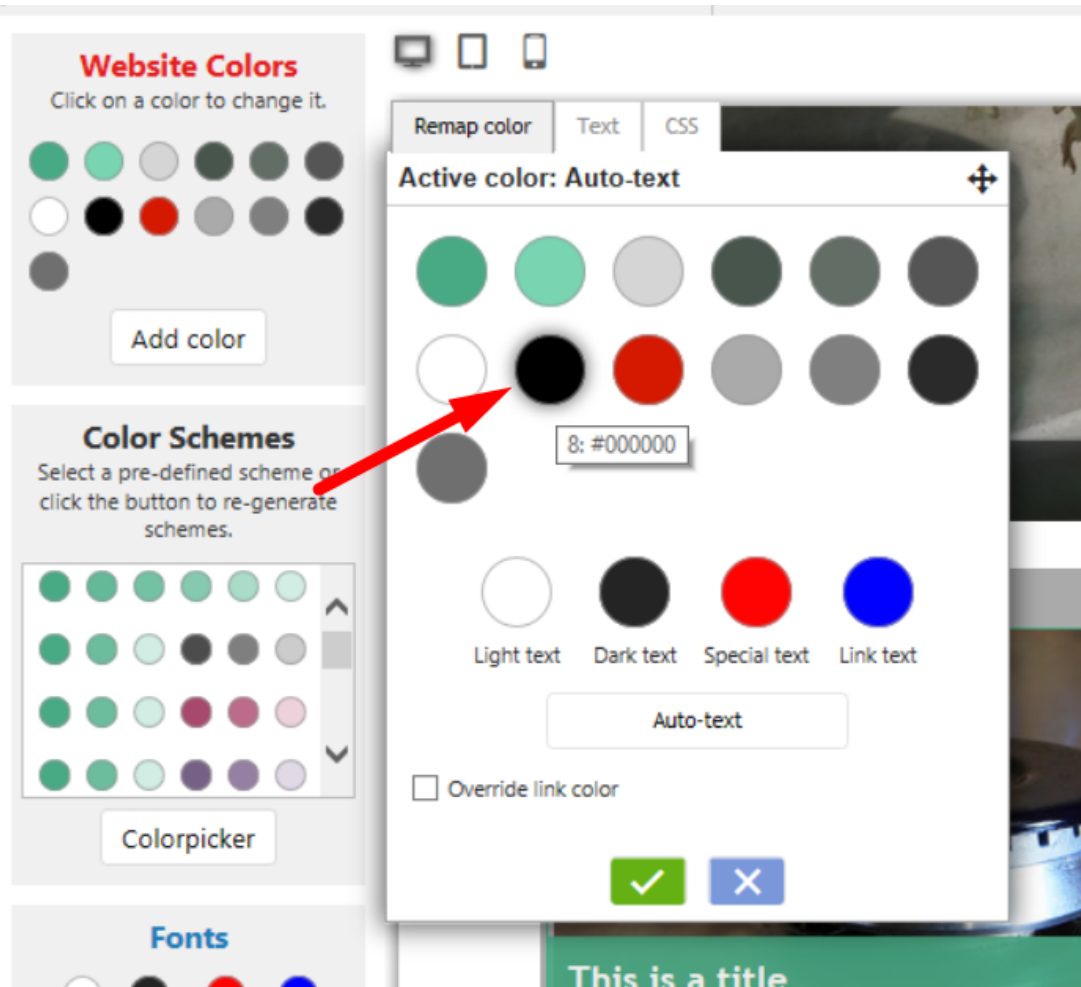 Website Colors
Click on a color to change it.
Add color
Color Schemes
Select a pre-defined scheme or
click the button to re-generate
schemes.
Colorpicker
Fonts
Remap color
Text
CSS
Active color: Auto-text
8: #000000
Light text
Dark text
Special text
Link text
Auto-text
Override link color
This is a title